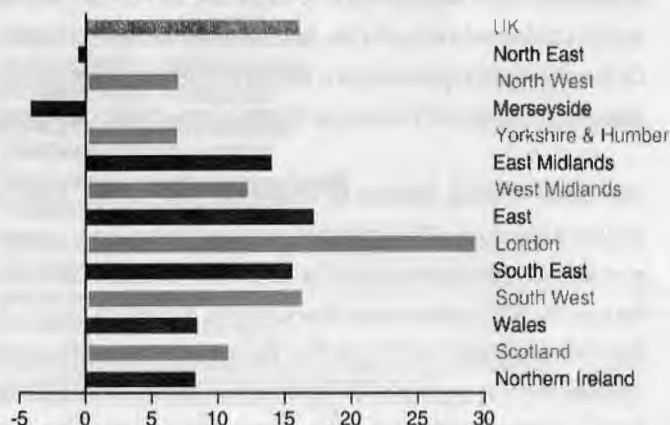 UK
North East
North West
Merseyside
Yorkshire & Humber
East Midlands
West Midlands
East
London
South East
South West
Wales
Scotland
Northern Ireland
-5 0 5 10 15 20 25 30